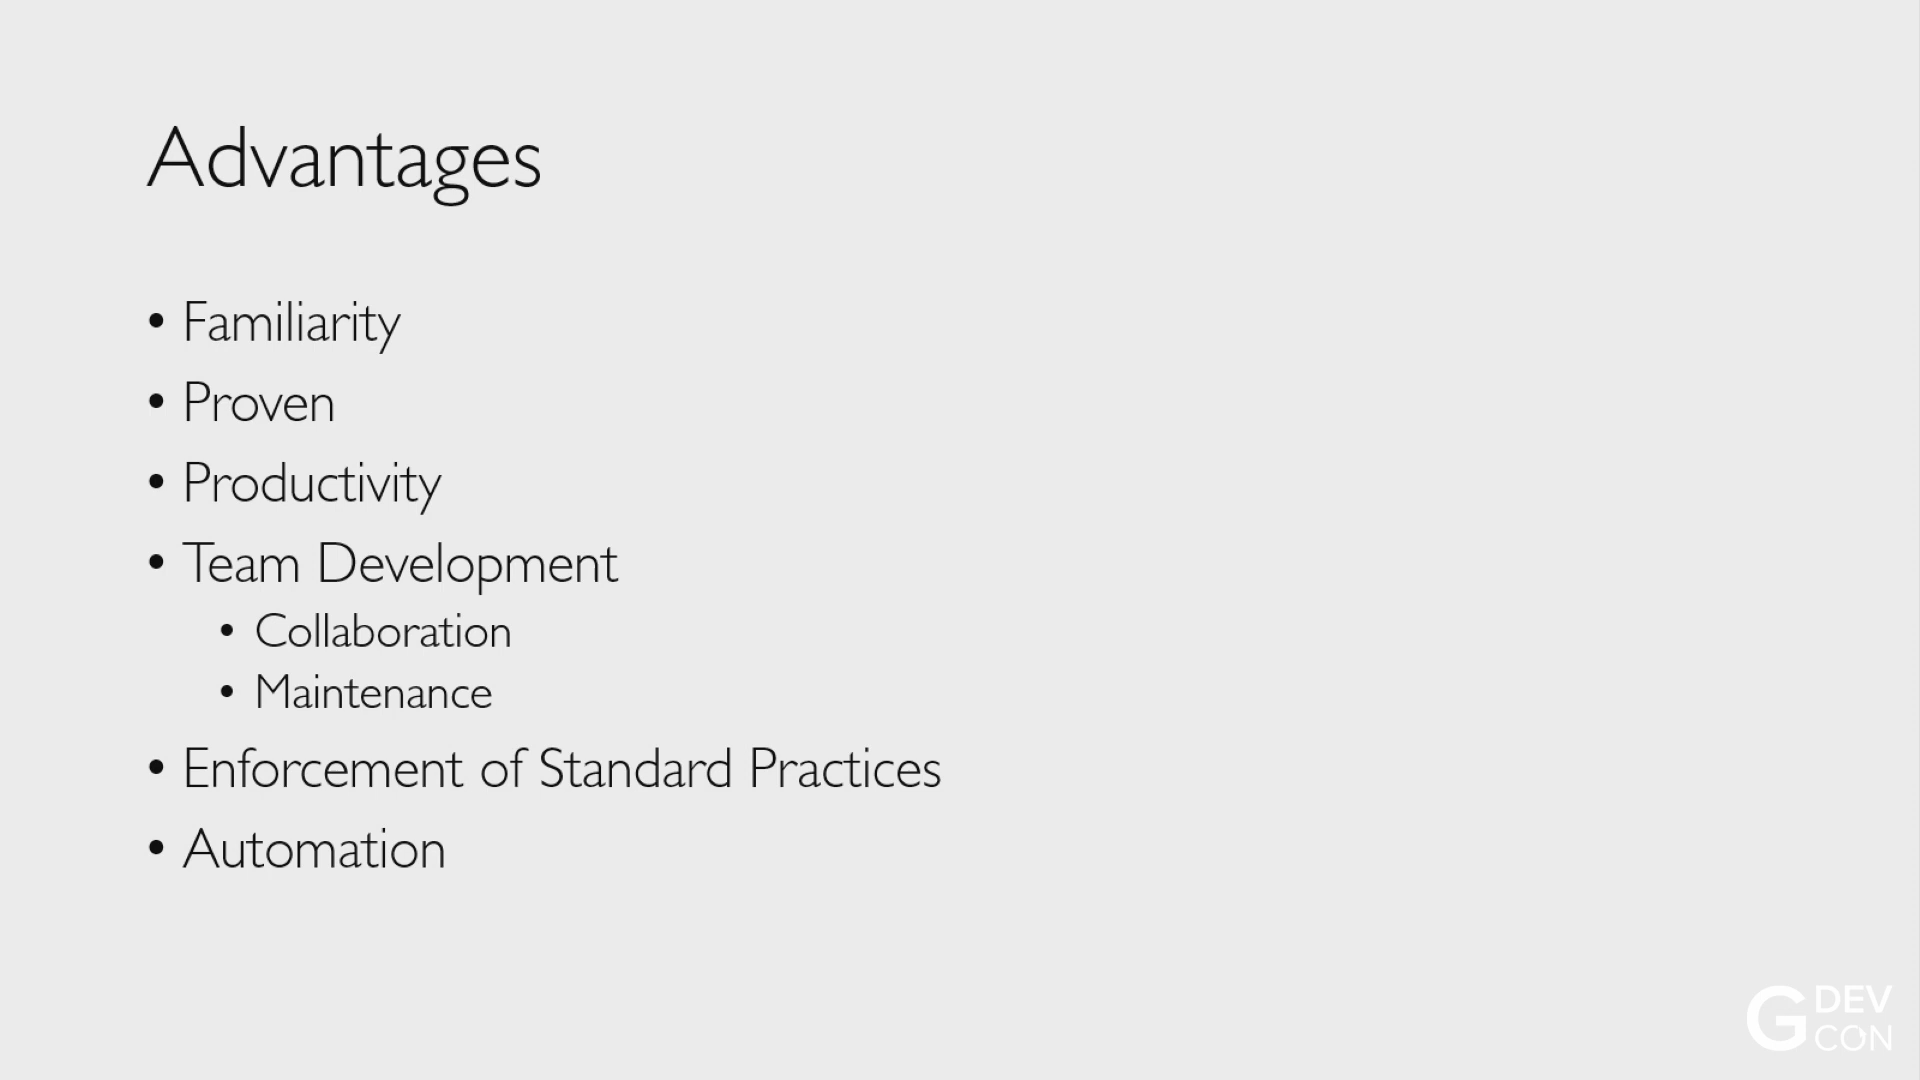 Advantages
• Familiarity
• Proven
• Productivity
• Team Development
• Collaboration
• Maintenance
• Enforcement of Standard Practices
• Automation
G DEV
CON